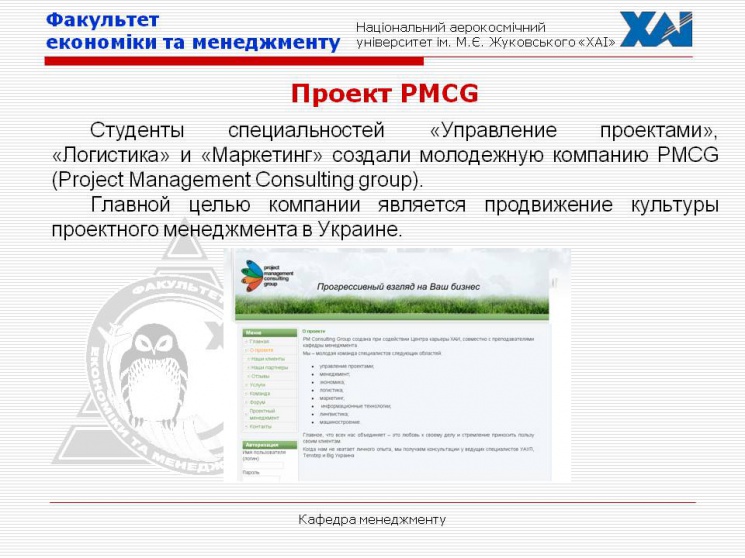 Факультет
економіки та менеджменту
Національний аерокосмічний
університет ім. М.Є. Жуковського «ХАІ»
ХАІ
Проект PMCG
Студенты специальностей «Управление проектами»,
«Логистика» и «Маркетинг» создали молодежную компанию PMCG
(Project Management Consulting group).
Главной целью компании является продвижение культуры
проектного менеджмента в Украине.
project
management
consulting
group
Прогрессивный взгляд на Ваш бизнес
Меню
Главная
О проекте
Наши клиенты
Наши партнеры
Отзывы
Услуги
Команда
Форум
Проектный
менеджмент
Контакты
Авторизация
Имя пользователя
(логин)
Пароль
О проекте
PM Consulting Group создана при содействии Центра карьеры ХАИ, совместно с преподавателями
кафедры менеджмента.
Мы – молодая команда специалистов следующих областей:
управление проектами;
менеджмент;
экономика;
логистика;
маркетинг;
информационные технологии;
лингвистика;
машиностроение.
Главное, что всех нас объединяет – это любовь к своему делу и стремление приносить пользу
своим клиентам.
Когда нам не хватает личного опыта, мы получаем консультации у ведущих специалистов УАУП,
и Украина
ФАКУЛЬТЕТ
ЕКОНОМІКИ ТА МЕНЕДЖ
Кафедра менеджменту